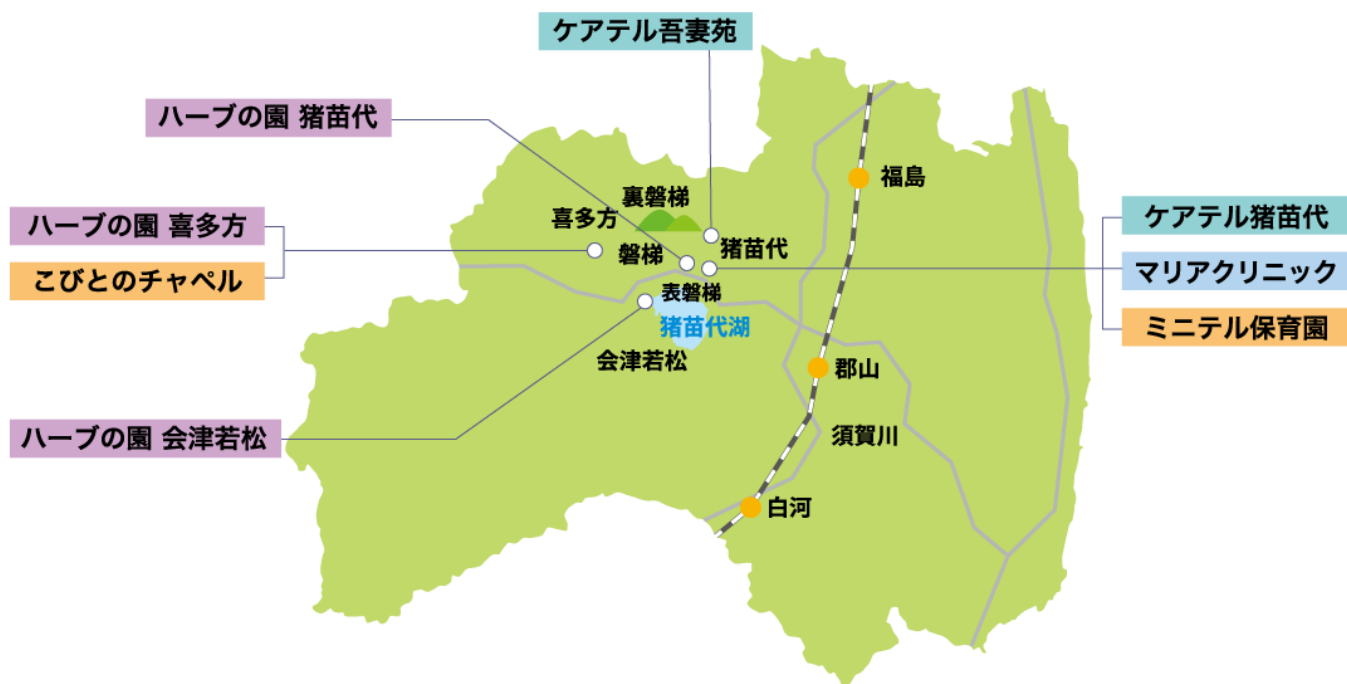 ケアテル吾妻苑
ハーブの園 猪苗代
ハーブの園 喜多方
こびとのチャペル
ハーブの園 会津若松
裏磐梯
喜多方
磐梯
猪苗代
表磐梯
猪苗代湖
会津若松
福島
郡山
須賀川
白河
ケアテル猪苗代
マリアクリニック
ミニテル保育園